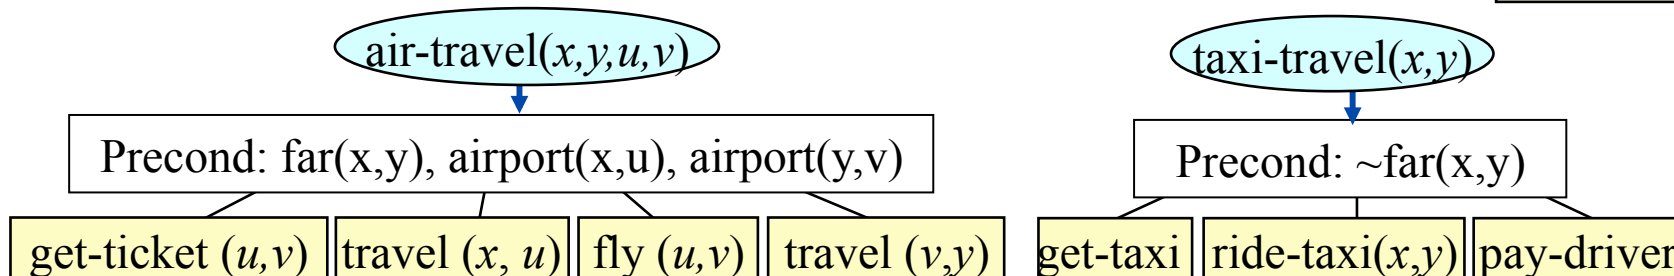 air-travel(x,y,u,v)
taxi-travel(x,y)
Precond: far(x,y), airport(x,u), airport(y,v)
Precond: ~far(x,y)
get-ticket (u,v)
travel (x, u)
fly (u,v)
travel (v,y)
get-taxi
ride-taxi(x,y)
pay-driver